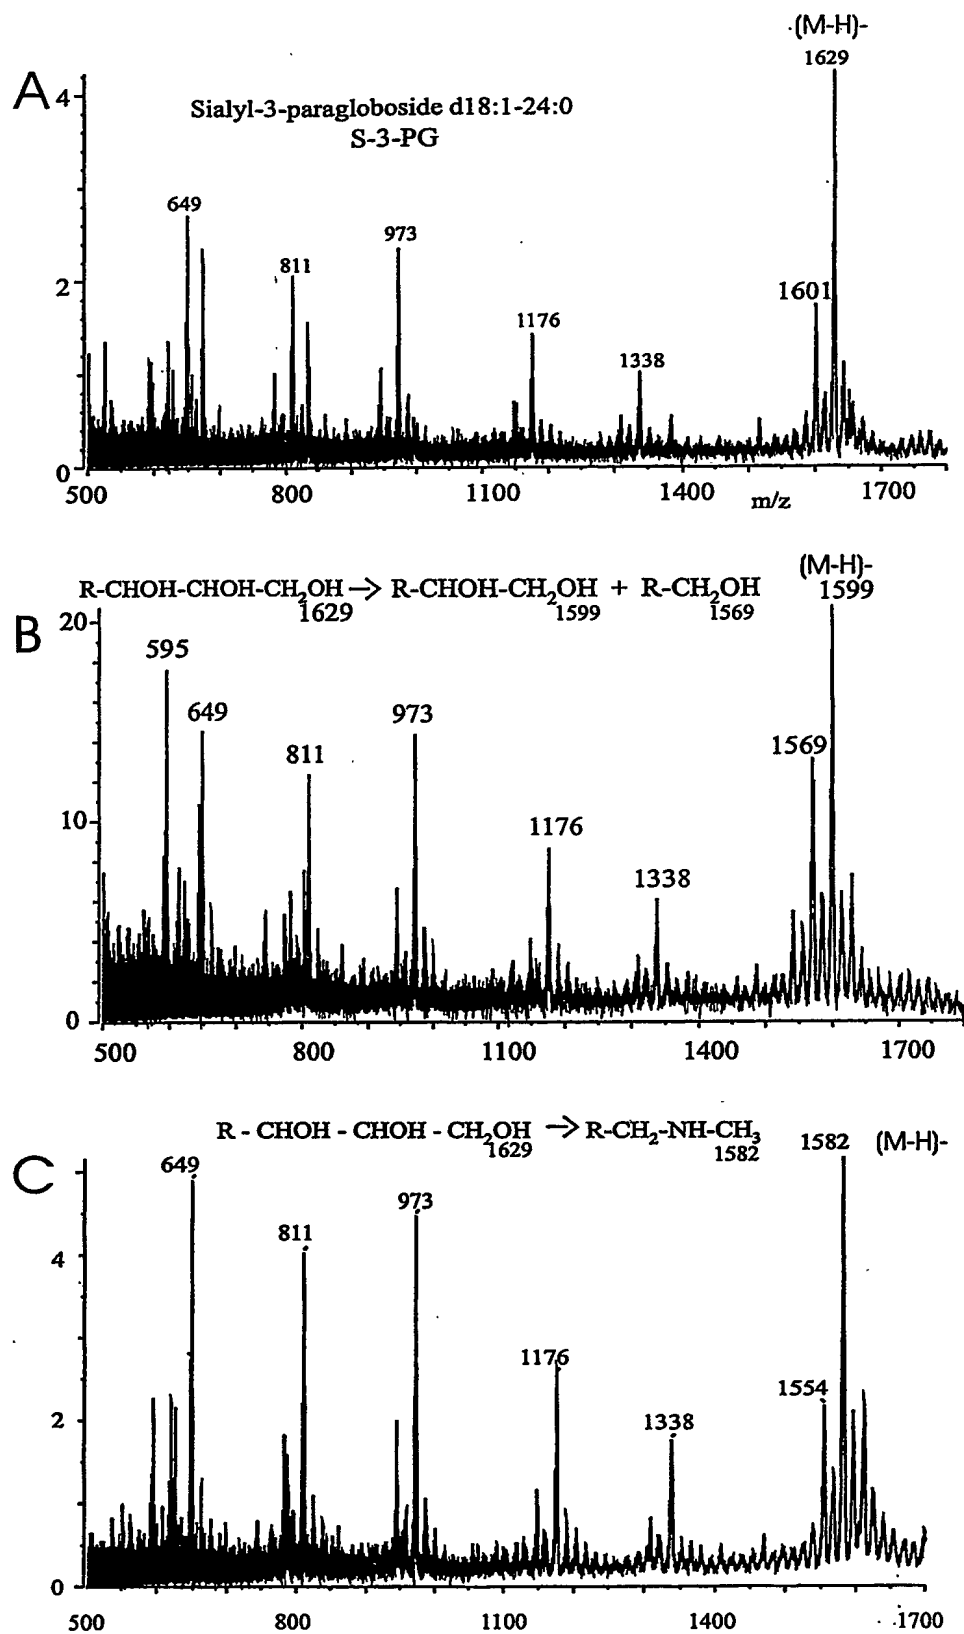 (M-H)-
1629
A
4
Sialyl-3-paragloboside d18:1-24:0
S-3-PG
649
973
811
2
1601
1176
1338
0
500 800 1100 1400 m/z 1700
(M-H)-
R-CHOH-CHOH-CH2OH → R-CHOH-CH2OH + R-CH2OH 1599
1629 1599 1569
B
20
595
649
973
811
1569
10
1176
1338
0
500 800 1100 1400 1700
R - CHOH - CHOH - CH2OH → R-CH2-NH-CH3 1582 (M-H)-
1629 1582
C
649
973
811
4
1176
1554
2
1338
0
500 800 1100 1400 1700